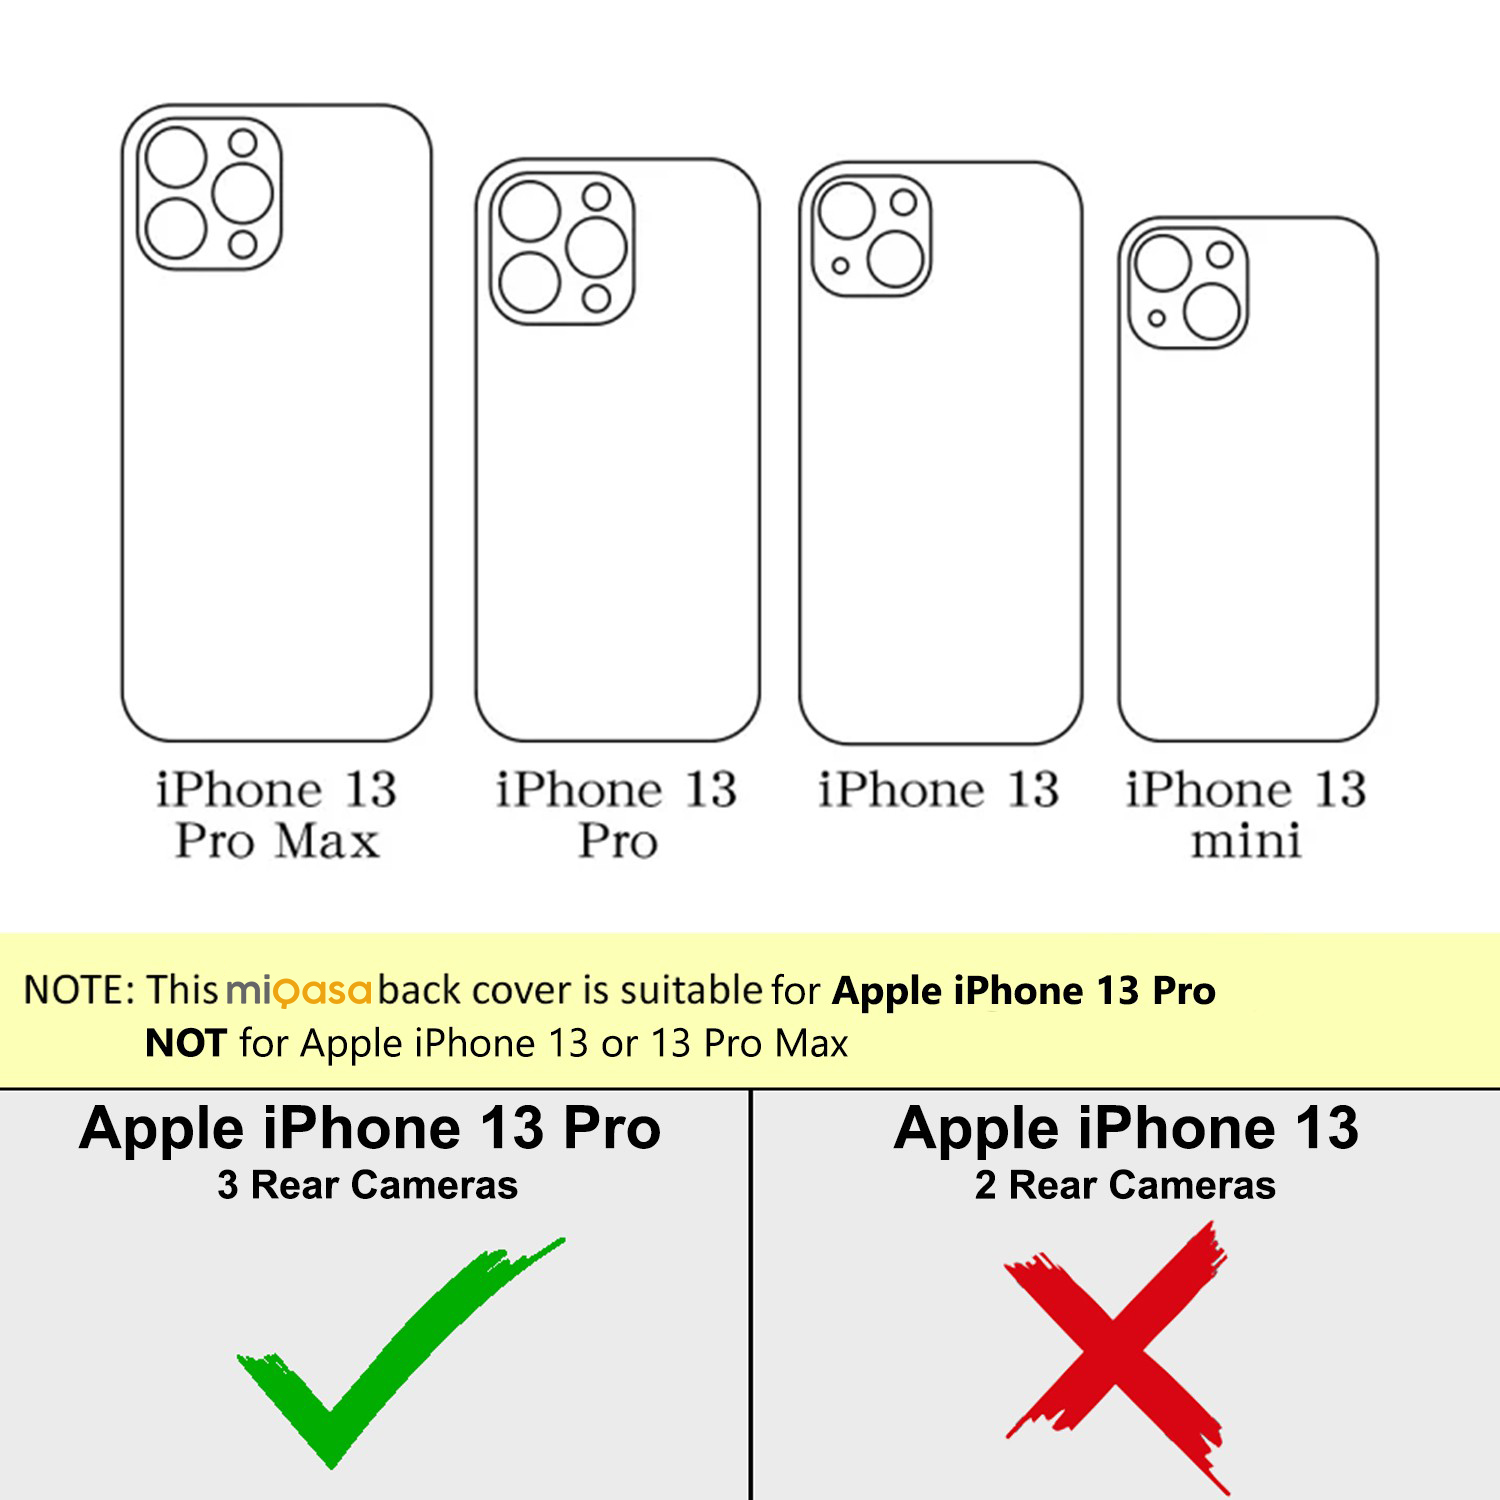 iPhone 13
Pro Max
iPhone 13
Pro
iPhone 13
iPhone 13
mini
NOTE: This miqasa back cover is suitable for Apple iPhone 13 Pro
NOT for Apple iPhone 13 or 13 Pro Max
Apple iPhone 13 Pro
3 Rear Cameras
Apple iPhone 13
2 Rear Cameras